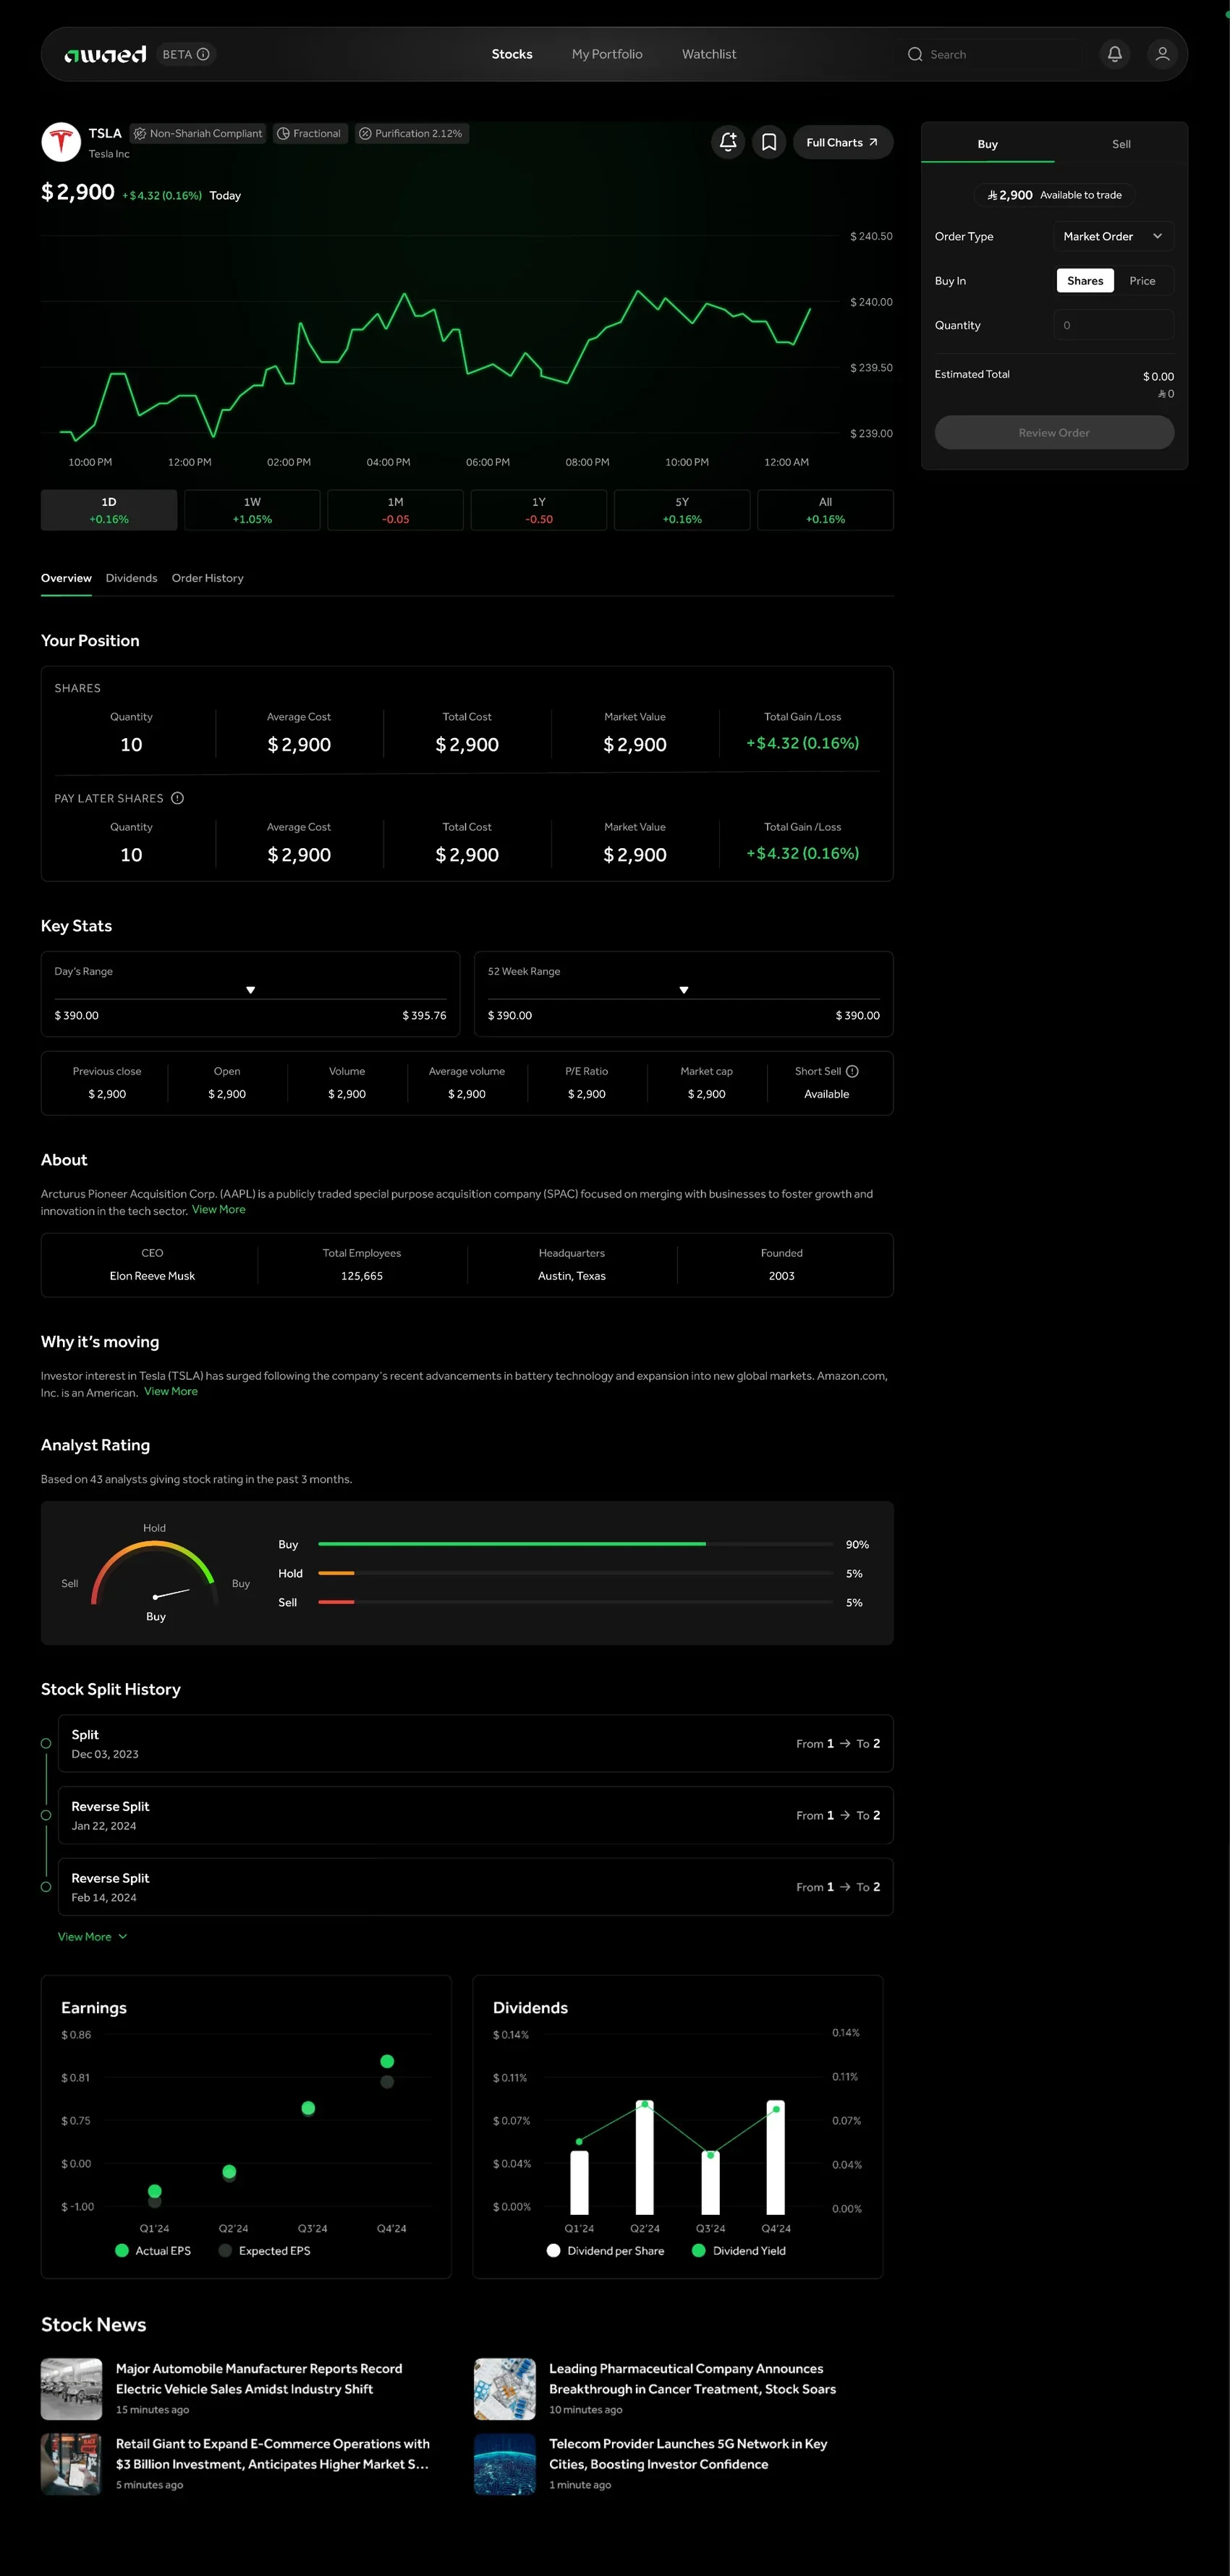 awaed BETA Stocks My Portfolio Watchlist Search
TSLA Non-Shariah Compliant Fractional Purification 2.12%
Tesla Inc
Full Charts
$ 2,900 +$4.32 (0.16%) Today
$ 240.50
$ 240.00
$ 239.50
$ 239.00
10:00 PM 12:00 PM 02:00 PM 04:00 PM 06:00 PM 08:00 PM 10:00 PM 12:00 AM
1D 1W 1M 1Y 5Y All
+0.16% +1.05% -0.05 -0.50 +0.16% +0.16%
Buy Sell
2,900 Available to trade
Order Type Market Order
Buy In Shares Price
Quantity 0
Estimated Total $ 0.00
0
Review Order
Overview Dividends Order History
Your Position
SHARES
Quantity Average Cost Total Cost Market Value Total Gain /Loss
10 $ 2,900 $ 2,900 $ 2,900 +$4.32 (0.16%)
PAY LATER SHARES
Quantity Average Cost Total Cost Market Value Total Gain /Loss
10 $ 2,900 $ 2,900 $ 2,900 +$4.32 (0.16%)
Key Stats
Day's Range 52 Week Range
$ 390.00 $ 395.76 $ 390.00 $ 390.00
Previous close Open Volume Average volume P/E Ratio Market cap Short Sell
$ 2,900 $ 2,900 $ 2,900 $ 2,900 $ 2,900 $ 2,900 Available
About
Arcturus Pioneer Acquisition Corp. (AAPL) is a publicly traded special purpose acquisition company (SPAC) focused on merging with businesses to foster growth and
innovation in the tech sector. View More
CEO Total Employees Headquarters Founded
Elon Reeve Musk 125,665 Austin, Texas 2003
Why it's moving
Investor interest in Tesla (TSLA) has surged following the company's recent advancements in battery technology and expansion into new global markets. Amazon.com,
Inc. is an American. View More
Analyst Rating
Based on 43 analysts giving stock rating in the past 3 months.
Hold
Sell Buy
Buy
Buy 90%
Hold 5%
Sell 5%
Stock Split History
Split
Dec 03, 2023
From 1 → To 2
Reverse Split
Jan 22, 2024
From 1 → To 2
Reverse Split
Feb 14, 2024
From 1 → To 2
View More
Earnings
$ 0.86
$ 0.81
$ 0.75
$ 0.00
$ -1.00
Q1'24 Q2'24 Q3'24 Q4'24
Actual EPS Expected EPS
Dividends
$ 0.14% 0.14%
$ 0.11% 0.11%
$ 0.07% 0.07%
$ 0.04% 0.04%
$ 0.00% 0.00%
Q1'24 Q2'24 Q3'24 Q4'24
Dividend per Share Dividend Yield
Stock News
Major Automobile Manufacturer Reports Record
Electric Vehicle Sales Amidst Industry Shift
15 minutes ago
Leading Pharmaceutical Company Announces
Breakthrough in Cancer Treatment, Stock Soars
10 minutes ago
Retail Giant to Expand E-Commerce Operations with
$3 Billion Investment, Anticipates Higher Market S...
5 minutes ago
Telecom Provider Launches 5G Network in Key
Cities, Boosting Investor Confidence
1 minute ago